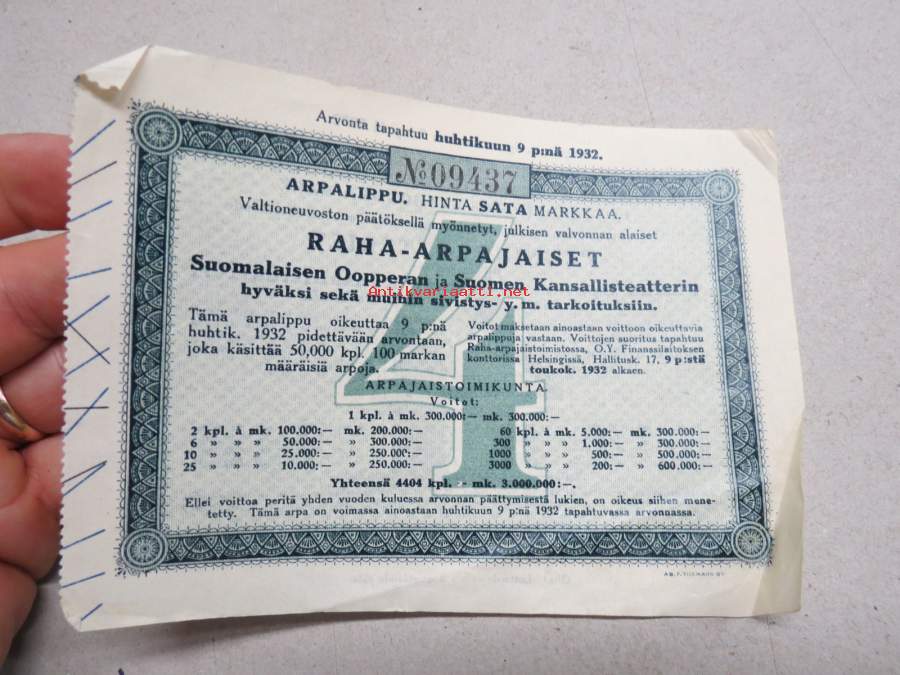 Arvonta tapahtuu huhtikuun 9 p:nä 1932.
№ 09437
ARPALIPPU. HINTA SATA MARKKAA.
Valtioneuvoston päätöksellä myönnetyt, julkisen valvonnan alaiset
RAHA-ARPAJAISET
Suomalaisen Oopperan ja Suomen Kansallisteatterin
Antikvariaatti.net
hyväksi sekä muihin sivistys- y. m. tarkoituksiin.
4
Tämä arpalippu oikeuttaa 9 p:nä
huhtik. 1932 pidettävään arvontaan,
joka käsittää 50,000 kpl. 100 markan
määräisiä arpoja.
Voitot maksetaan ainoastaan voittoon oikeuttavia
arpalippuja vastaan. Voittojen suoritus tapahtuu
Raha-arpajaistoimistossa, O.Y. Finanssilaitoksen
konttorissa Helsingissä, Hallitusk. 17, 9 p:stä
toukok. 1932 alkaen.
ARPAJAISTOIMIKUNTA.
Voitot:
1 kpl. à mk. 300.000:— mk. 300.000:—
2 kpl. à mk. 100.000:— mk. 200.000:—
6 » » » 50.000:— » 300.000:—
10 » » » 25.000:— » 250.000:—
25 » » » 10.000:— » 250.000:—
60 kpl. à mk. 5.000:— mk. 300.000:—
300 » » » 1.000:— » 300.000:—
1000 » » » 500:— » 500.000:—
3000 » » » 200:— » 600.000:—
Yhteensä 4404 kpl. - mk. 3.000.000:—.
Ellei voittoa peritä yhden vuoden kuluessa arvonnan päättymisestä lukien, on oikeus siihen mene-
tetty. Tämä arpa on voimassa ainoastaan huhtikuun 9 p:nä 1932 tapahtuvassa arvonnassa.